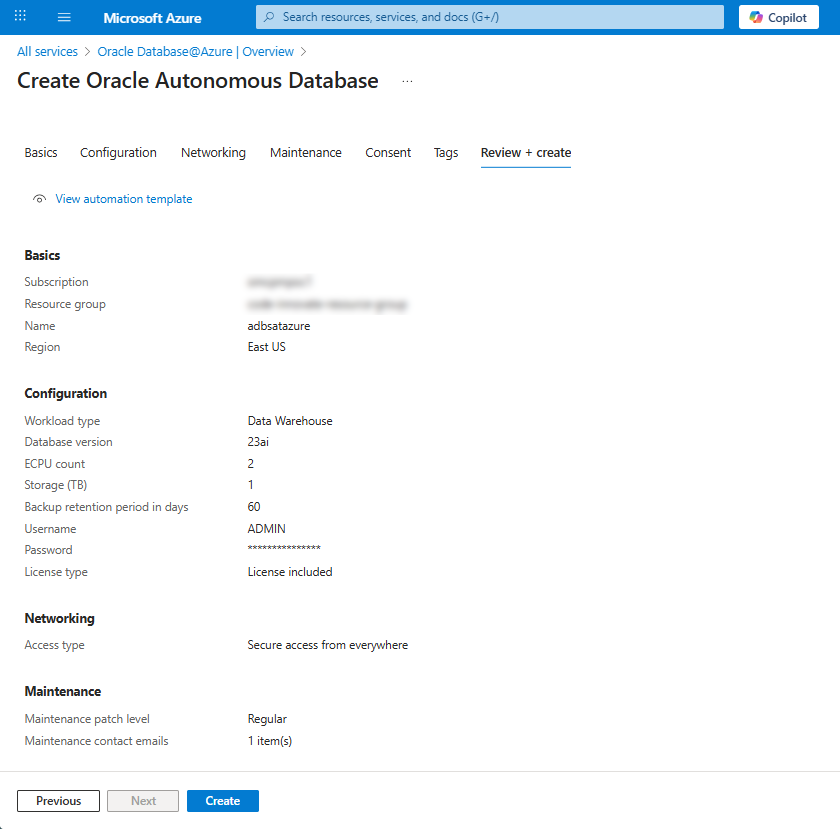 Microsoft Azure Search resources, services, and docs (G+/) Copilot
All services > Oracle Database@Azure | Overview >
Create Oracle Autonomous Database ...
Basics Configuration Networking Maintenance Consent Tags Review + create
View automation template
Basics
Subscription
Resource group
Name adbsatazure
Region East US
Configuration
Workload type Data Warehouse
Database version 23ai
ECPU count 2
Storage (TB) 1
Backup retention period in days 60
Username ADMIN
Password ***************
License type License included
Networking
Access type Secure access from everywhere
Maintenance
Maintenance patch level Regular
Maintenance contact emails 1 item(s)
Previous Next Create